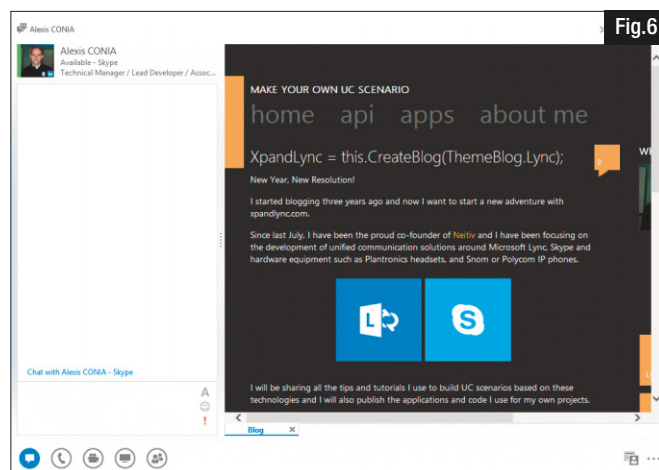 Fig.6
Alexis CONIA
Alexis CONIA
Available - Skype
Technical Manager / Lead Developer / Assoc...
Chat with Alexis CONIA - Skype
A
!
MAKE YOUR OWN UC SCENARIO
home api apps about me
XpandLync = this.CreateBlog(ThemeBlog.Lync);
0
New Year, New Resolution!
I started blogging three years ago and now I want to start a new adventure with
xpandlync.com.
Since last July, I have been the proud co-founder of Neitiv and I have been focusing on
the development of unified communication solutions around Microsoft Lync, Skype and
hardware equipment such as Plantronics headsets, and Snom or Polycom IP phones.
L
S
I will be sharing all the tips and tutorials I use to build UC scenarios based on these
technologies and I will also publish the applications and code I use for my own projects.
Blog